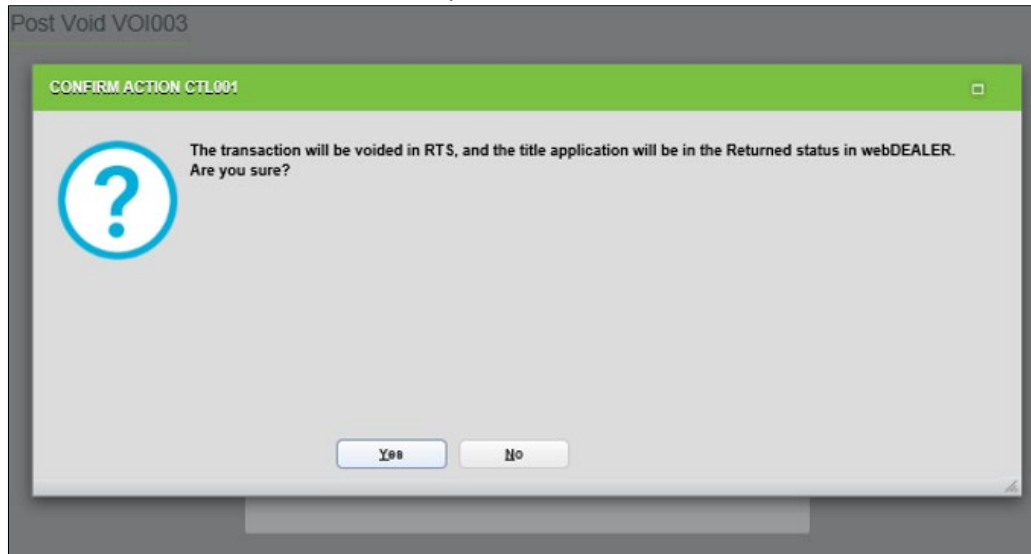 Post Void VOI003
CONFIRM ACTION CTL001
The transaction will be voided in RTS, and the title application will be in the Returned status in webDEALER.
Are you sure?
Yes No